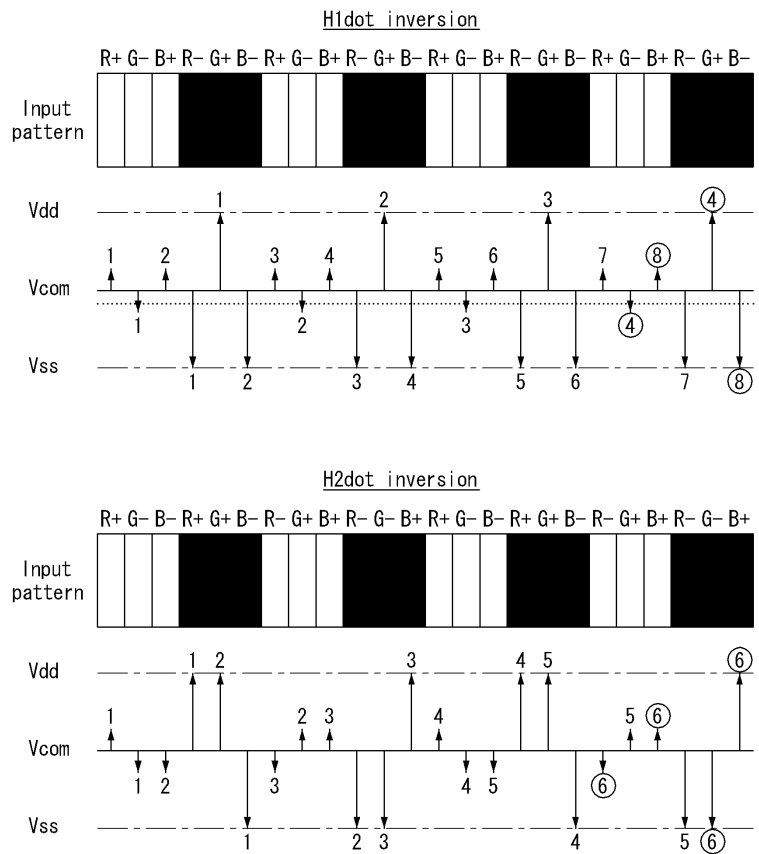 H1dot inversion
R+ G- B+ R- G+ B- R+ G- B+ R- G+ B- R+ G- B+ R- G+ B- R+ G- B+ R- G+ B-
Input
pattern
1 2 3 4
Vdd
1 2 3 4 5 6 7 8
Vcom
1 2 3 4
Vss
1 2 3 4 5 6 7 8
H2dot inversion
R+ G- B- R+ G+ B- R- G+ B+ R- G- B+ R+ G- B- R+ G+ B- R- G+ B+ R- G- B+
Input
pattern
1 2 3 4 5 6
Vdd
1 2 3 4 5 6
Vcom
1 2 3 4 5 6
Vss
1 2 3 4 5 6